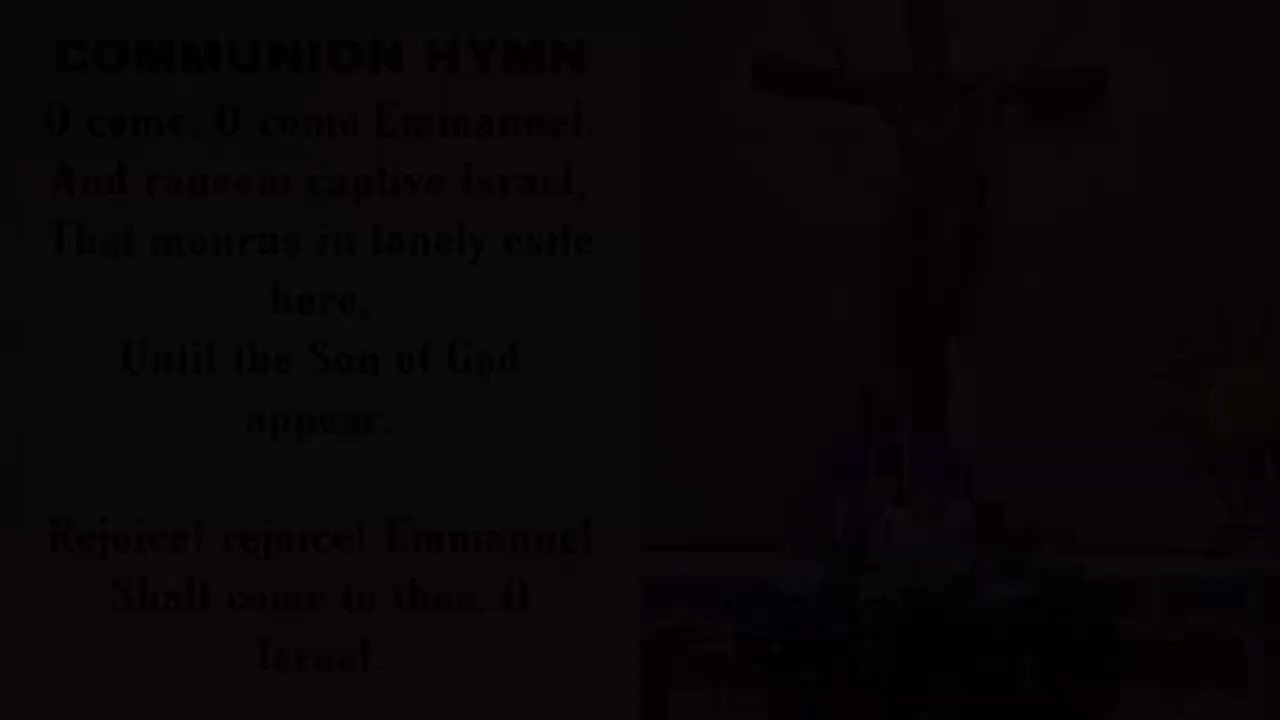 COMMUNION HYMN
O come, O come Emmanuel,
And ransom captive Israel,
That mourns in lonely exile
here,
Until the Son of God
appear.
Rejoice! rejoice! Emmanuel
Shall come to thee, O
Israel